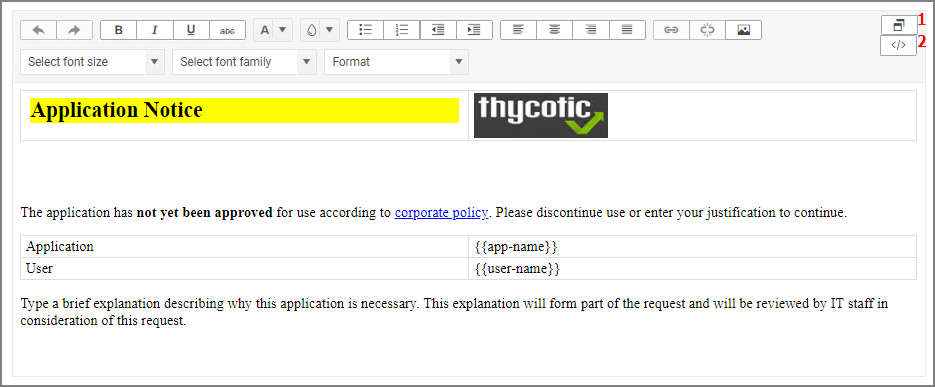 B I U abc A 1
</> 2
Select font size Select font family Format
Application Notice thycotic
The application has not yet been approved for use according to corporate policy. Please discontinue use or enter your justification to continue.
Application {{app-name}}
User {{user-name}}
Type a brief explanation describing why this application is necessary. This explanation will form part of the request and will be reviewed by IT staff in
consideration of this request.